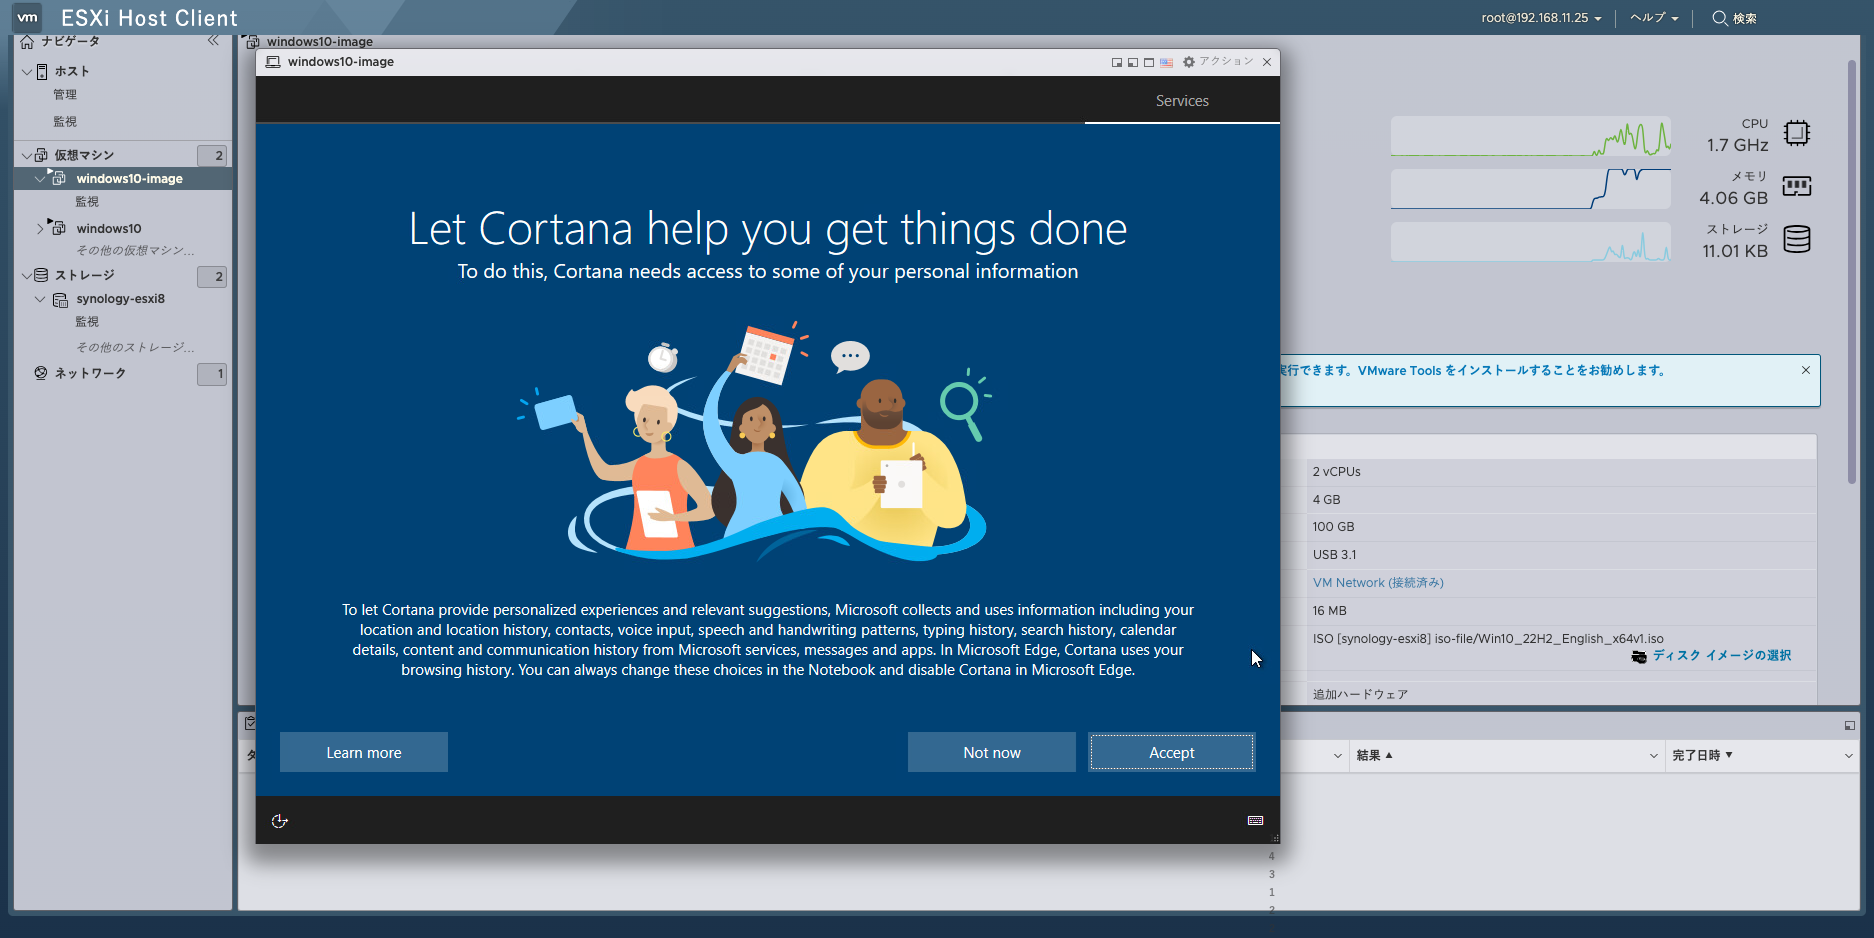 vm ESXi Host Client
root@192.168.11.25
ヘルプ
検索
ナビゲータ
ホスト
管理
監視
仮想マシン 2
windows10-image
監視
windows10
その他の仮想マシン...
ストレージ 2
synology-esxi8
監視
その他のストレージ...
ネットワーク 1
windows10-image
windows10-image
アクション
Services
Let Cortana help you get things done
To do this, Cortana needs access to some of your personal information
To let Cortana provide personalized experiences and relevant suggestions, Microsoft collects and uses information including your
location and location history, contacts, voice input, speech and handwriting patterns, typing history, search history, calendar
details, content and communication history from Microsoft services, messages and apps. In Microsoft Edge, Cortana uses your
browsing history. You can always change these choices in the Notebook and disable Cortana in Microsoft Edge.
Learn more
Not now
Accept
CPU
1.7 GHz
メモリ
4.06 GB
ストレージ
11.01 KB
実行できます。VMware Tools をインストールすることをお勧めします。
2 vCPUs
4 GB
100 GB
USB 3.1
VM Network (接続済み)
16 MB
ISO [synology-esxi8] iso-file/Win10_22H2_English_x64v1.iso
ディスク イメージの選択
追加ハードウェア
タ
結果
完了日時
4
3
1
2